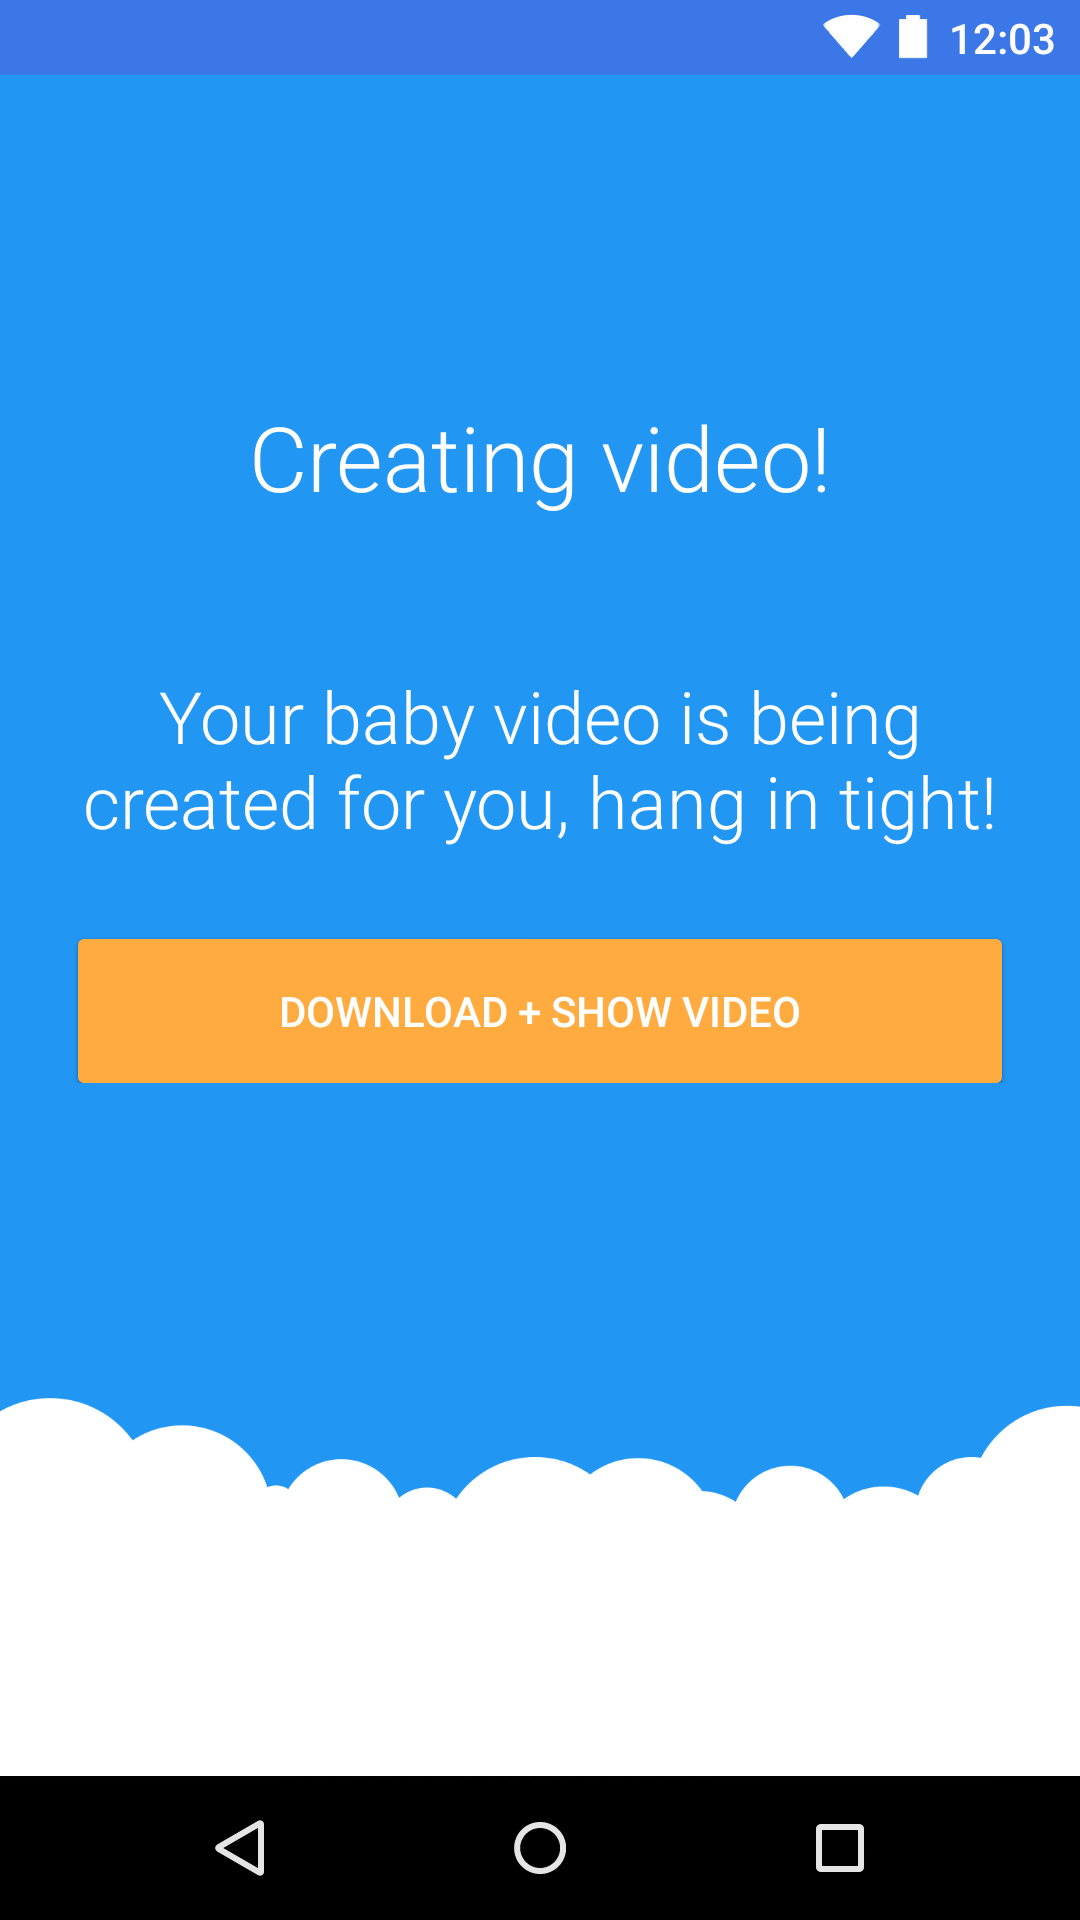 12:03
Creating video!
Your baby video is being
created for you, hang in tight!
DOWNLOAD + SHOW VIDEO